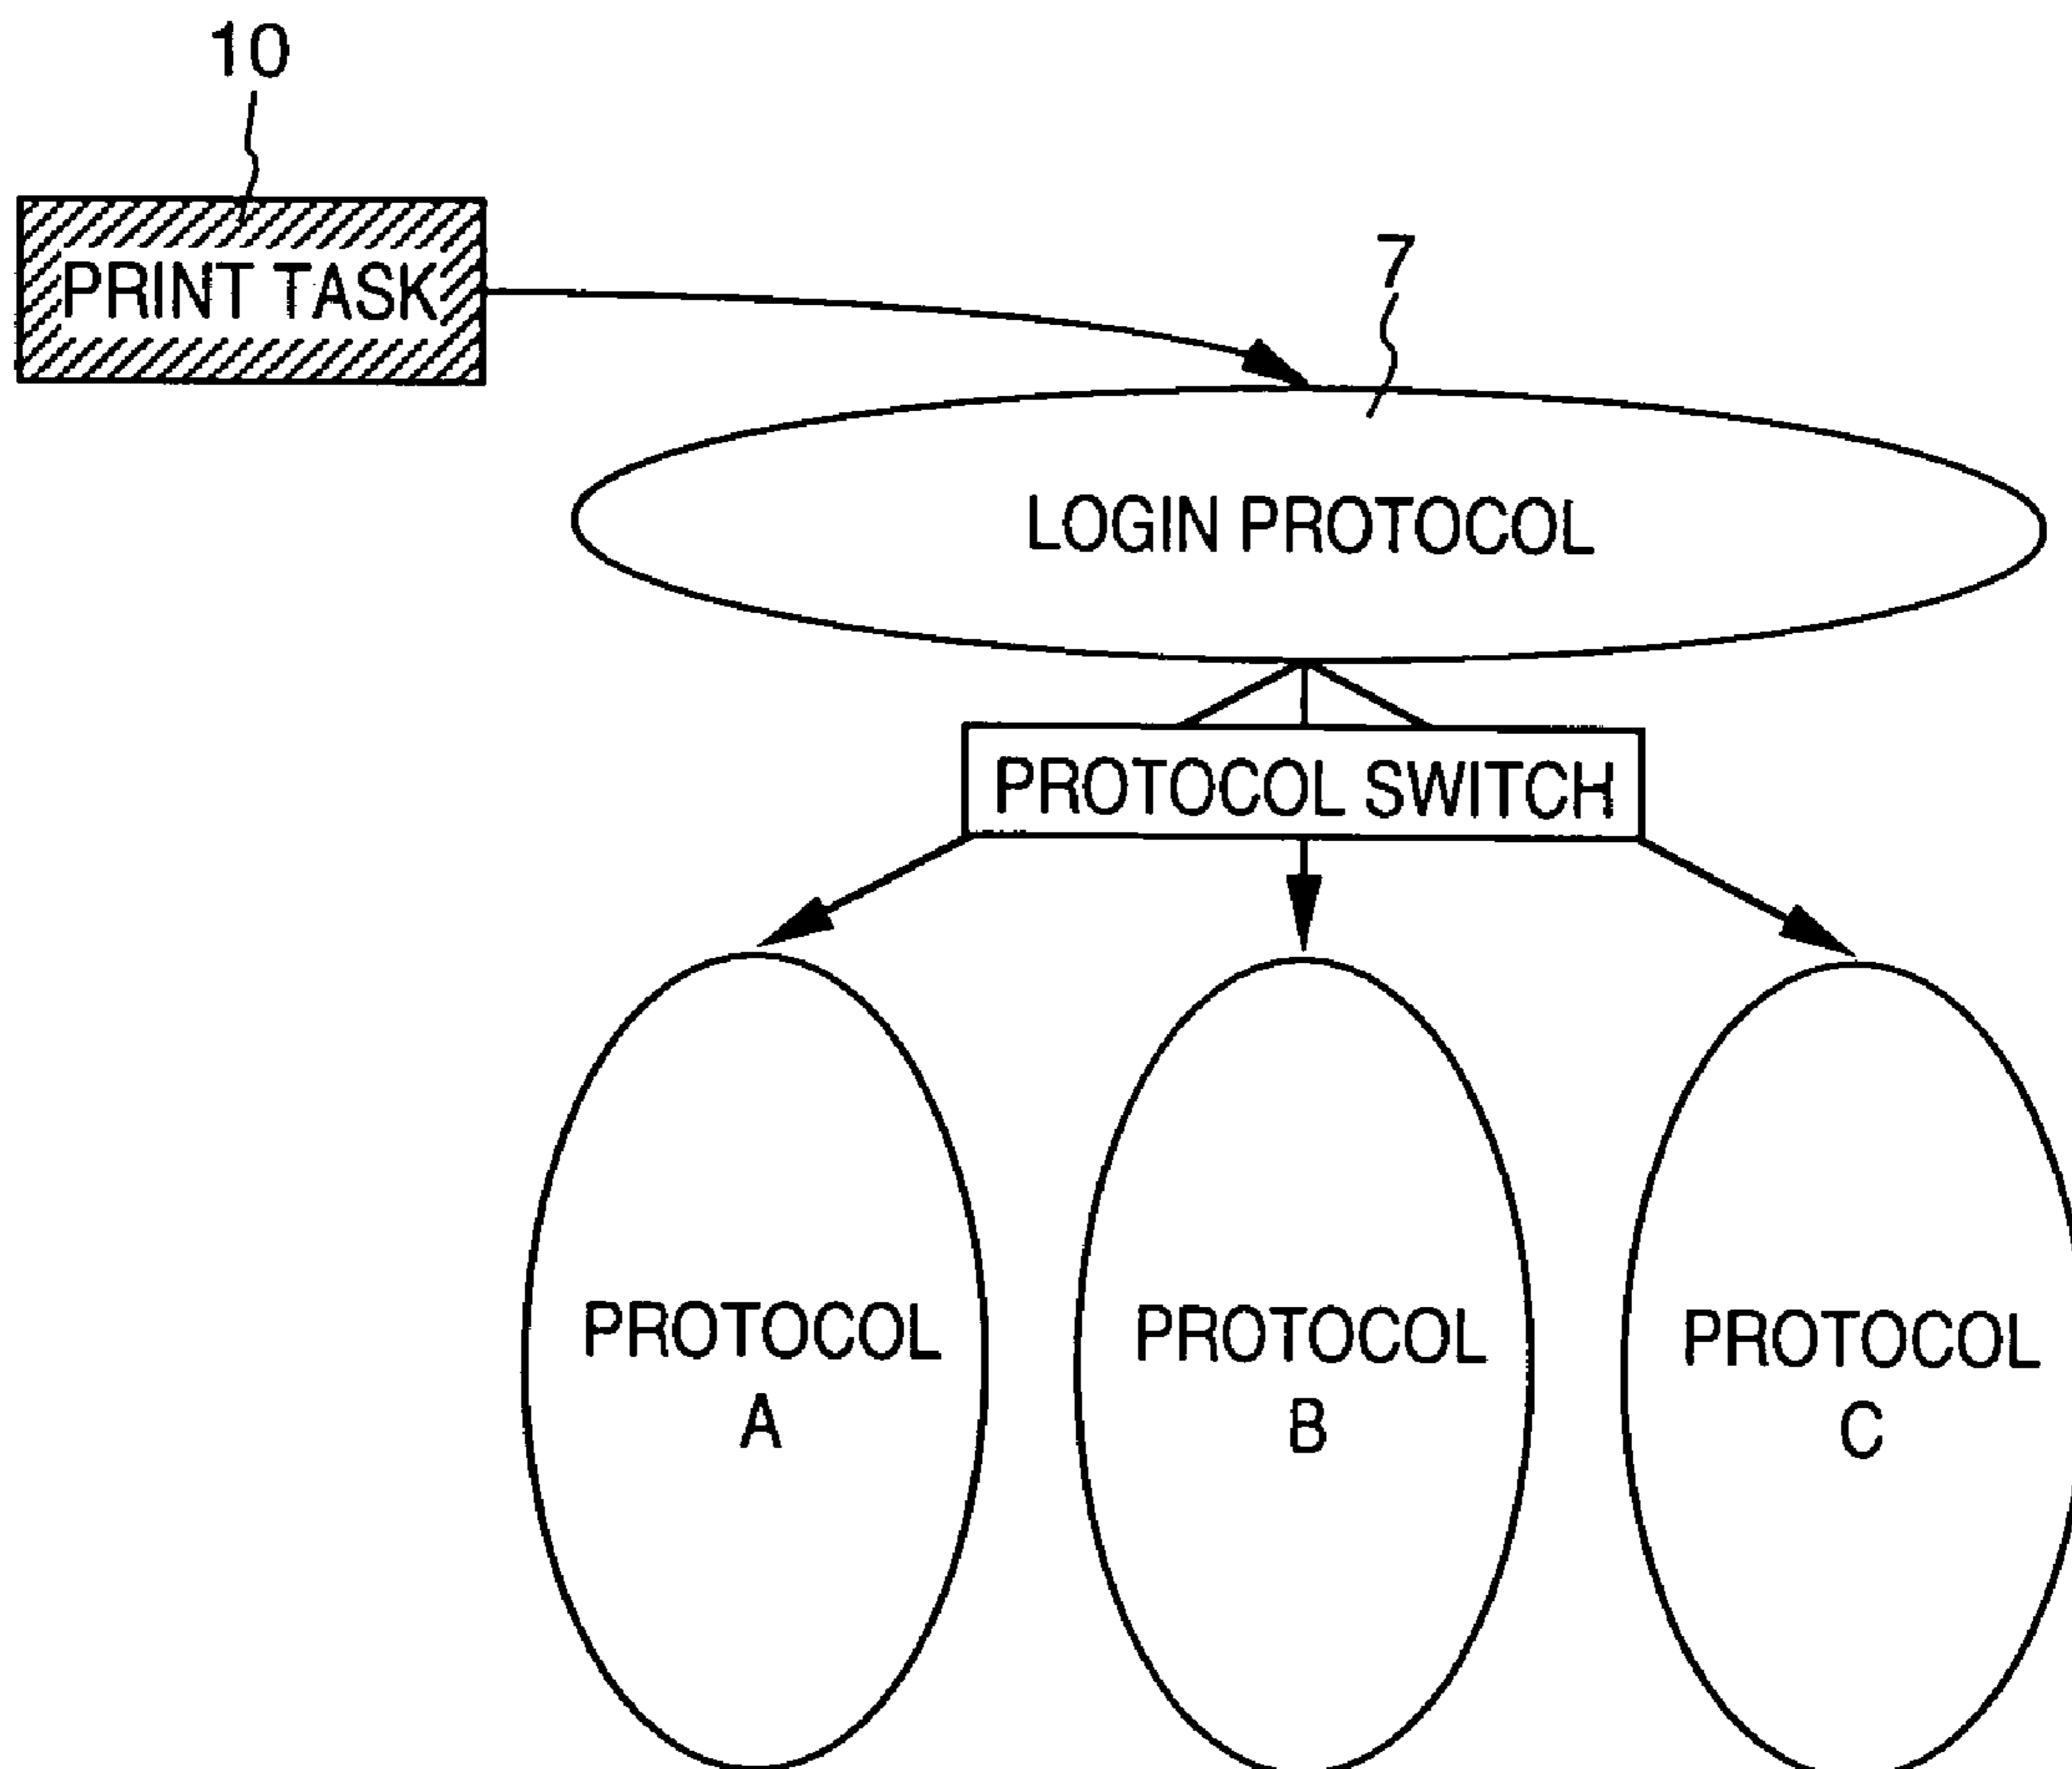 10
PRINT TASK
7
LOGIN PROTOCOL
PROTOCOL SWITCH
PROTOCOL
A
PROTOCOL
B
PROTOCOL
C